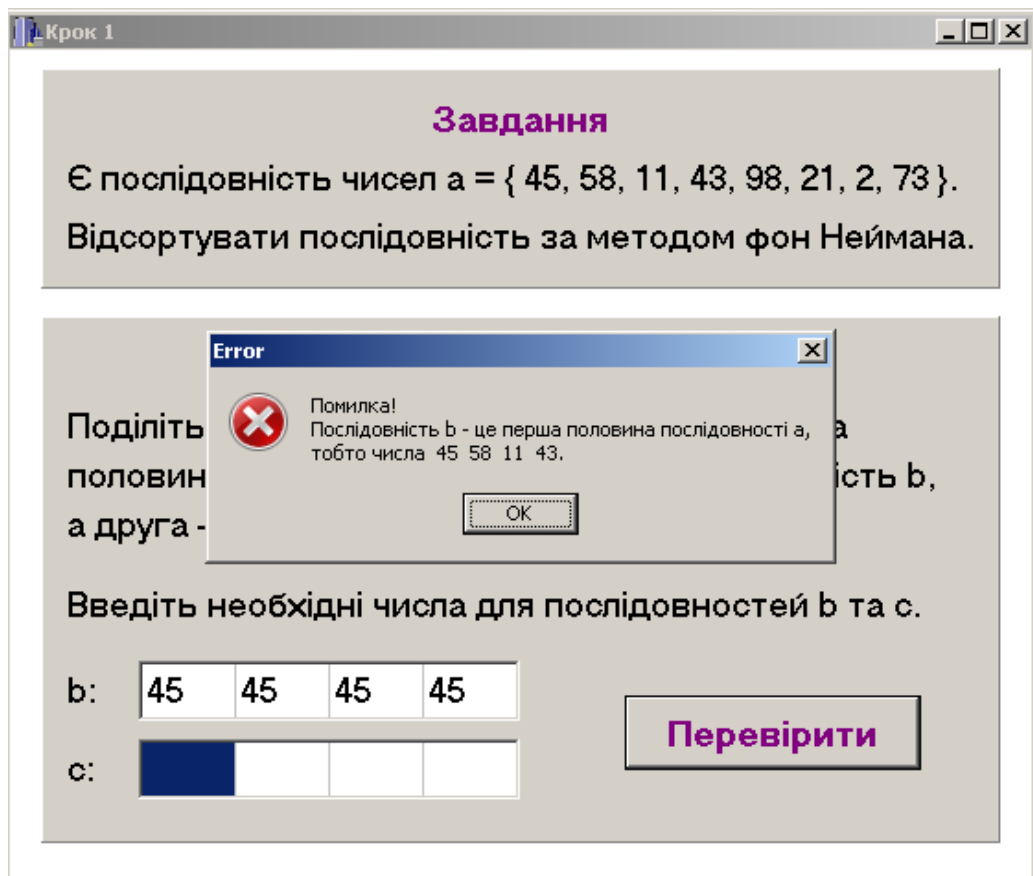 Крок 1
Завдання
Є послідовність чисел a = { 45, 58, 11, 43, 98, 21, 2, 73 }.
Відсортувати послідовність за методом фон Неймана.
Error
Помилка!
Послідовність b - це перша половина послідовності a,
тобто числа 45 58 11 43.
OK
Поділіть
а
половин
ість b,
а друга -
Введіть необхідні числа для послідовностей b та c.
b: 45 45 45 45
c:
Перевірити